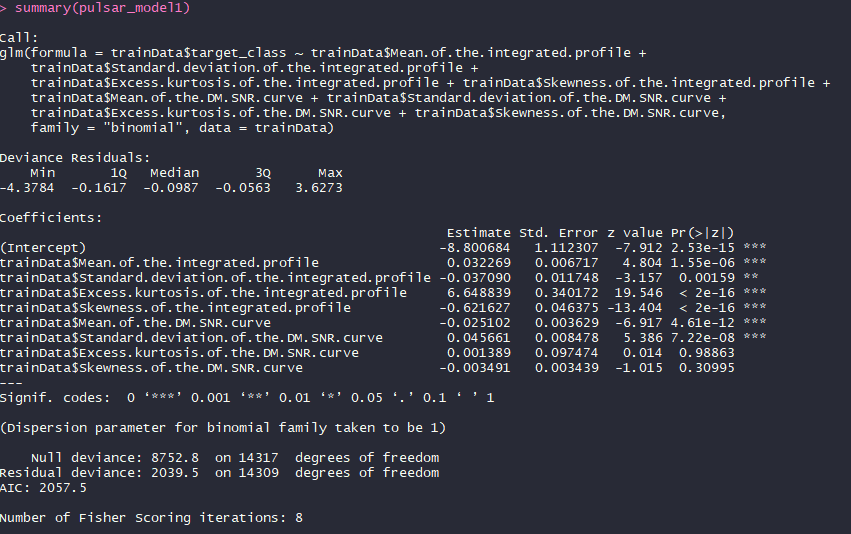 > summary(pulsar_model1)
Call:
glm(formula = trainData$target_class ~ trainData$Mean.of.the.integrated.profile +
    trainData$Standard.deviation.of.the.integrated.profile +
    trainData$Excess.kurtosis.of.the.integrated.profile + trainData$Skewness.of.the.integrated.profile +
    trainData$Mean.of.the.DM.SNR.curve + trainData$Standard.deviation.of.the.DM.SNR.curve +
    trainData$Excess.kurtosis.of.the.DM.SNR.curve + trainData$Skewness.of.the.DM.SNR.curve,
    family = "binomial", data = trainData)
Deviance Residuals:
    Min       1Q   Median       3Q      Max
-4.3784  -0.1617  -0.0987  -0.0563   3.6273
Coefficients:
                                                        Estimate Std. Error z value Pr(>|z|)
(Intercept)                                            -8.800684   1.112307  -7.912 2.53e-15 ***
trainData$Mean.of.the.integrated.profile                0.032269   0.006717   4.804 1.55e-06 ***
trainData$Standard.deviation.of.the.integrated.profile -0.037090   0.011748  -3.157  0.00159 **
trainData$Excess.kurtosis.of.the.integrated.profile     6.648839   0.340172  19.546  < 2e-16 ***
trainData$Skewness.of.the.integrated.profile           -0.621627   0.046375 -13.404  < 2e-16 ***
trainData$Mean.of.the.DM.SNR.curve                     -0.025102   0.003629  -6.917 4.61e-12 ***
trainData$Standard.deviation.of.the.DM.SNR.curve        0.045661   0.008478   5.386 7.22e-08 ***
trainData$Excess.kurtosis.of.the.DM.SNR.curve           0.001389   0.097474   0.014  0.98863
trainData$Skewness.of.the.DM.SNR.curve                 -0.003491   0.003439  -1.015  0.30995
---
Signif. codes:  0 ‘***’ 0.001 ‘**’ 0.01 ‘*’ 0.05 ‘.’ 0.1 ‘ ’ 1
(Dispersion parameter for binomial family taken to be 1)
    Null deviance: 8752.8  on 14317  degrees of freedom
Residual deviance: 2039.5  on 14309  degrees of freedom
AIC: 2057.5
Number of Fisher Scoring iterations: 8